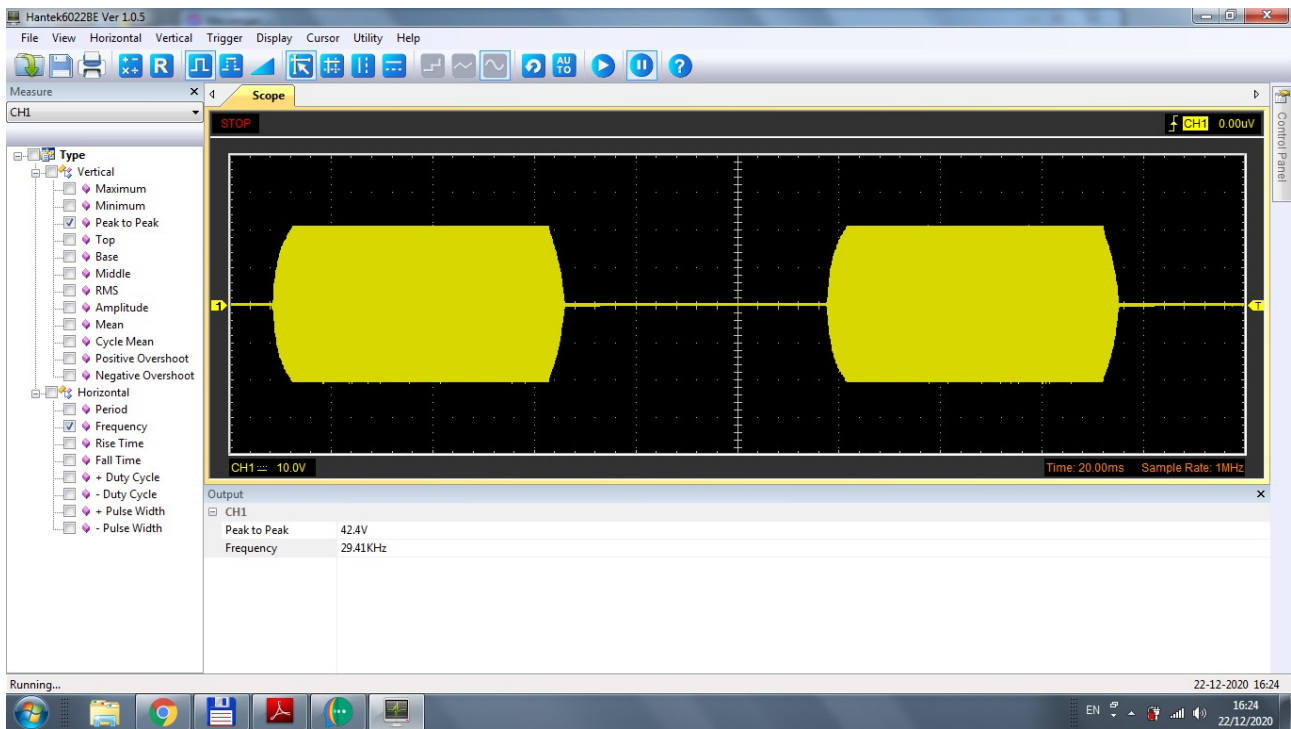 Hantek6022BE Ver 1.0.5
File View Horizontal Vertical Trigger Display Cursor Utility Help
R AU TO ?
Measure
CH1
Type
Vertical
Maximum
Minimum
Peak to Peak
Top
Base
Middle
RMS
Amplitude
Mean
Cycle Mean
Positive Overshoot
Negative Overshoot
Horizontal
Period
Frequency
Rise Time
Fall Time
+ Duty Cycle
- Duty Cycle
+ Pulse Width
- Pulse Width
Scope
STOP
CH1 0.00uV
1
T
CH1 10.0V
Time: 20.00ms Sample Rate: 1MHz
Control Panel
Output
CH1
Peak to Peak 42.4V
Frequency 29.41KHz
Running...
22-12-2020 16:24
EN
16:24
22/12/2020